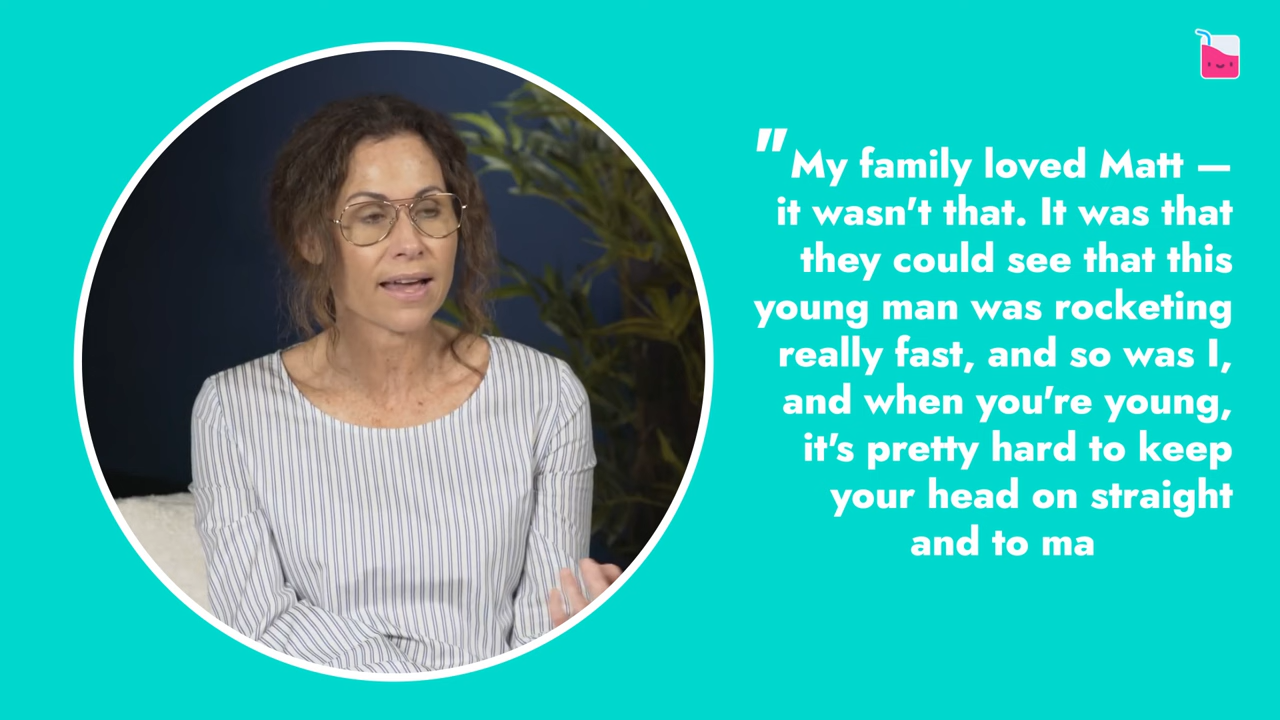 "My family loved Matt —
it wasn't that. It was that
they could see that this
young man was rocketing
really fast, and so was I,
and when you're young,
it's pretty hard to keep
your head on straight
and to ma